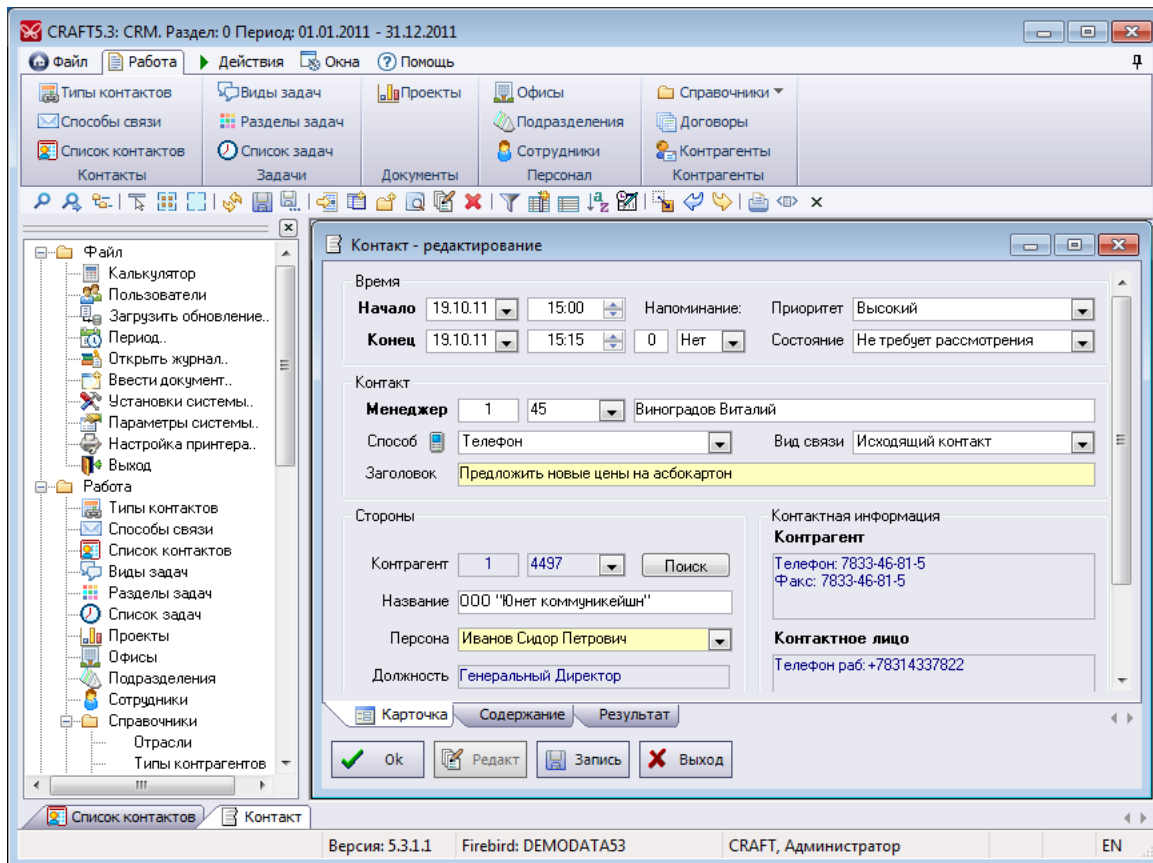 CRAFT5.3: CRM. Раздел: 0 Период: 01.01.2011 - 31.12.2011
Файл Работа Действия Окна Помощь
Типы контактов Виды задач Проекты Офисы Справочники
Способы связи Разделы задач Подразделения Договоры
Список контактов Список задач Сотрудники Контрагенты
Контакты Задачи Документы Персонал Контрагенты
Файл
Калькулятор
Пользователи
Загрузить обновление..
Период..
Открыть журнал..
Ввести документ..
Установки системы..
Параметры системы..
Настройка принтера..
Выход
Работа
Типы контактов
Способы связи
Список контактов
Виды задач
Разделы задач
Список задач
Проекты
Офисы
Подразделения
Сотрудники
Справочники
Отрасли
Типы контрагентов
Контакт - редактирование
Время
Начало 19.10.11 15:00 Напоминание: Приоритет Высокий
Конец 19.10.11 15:15 0 Нет Состояние Не требует рассмотрения
Контакт
Менеджер 1 45 Виноградов Виталий
Способ Телефон Вид связи Исходящий контакт
Заголовок Предложить новые цены на асбокартон
Стороны
Контрагент 1 4497 Поиск
Название ООО "Юнет коммуникейшн"
Персона Иванов Сидор Петрович
Должность Генеральный Директор
Контактная информация
Контрагент
Телефон: 7833-46-81-5
Факс: 7833-46-81-5
Контактное лицо
Телефон раб: +78314337822
Карточка Содержание Результат
Ok Редакт Запись Выход
Список контактов Контакт
Версия: 5.3.1.1 Firebird: DEMODATA53 CRAFT, Администратор EN